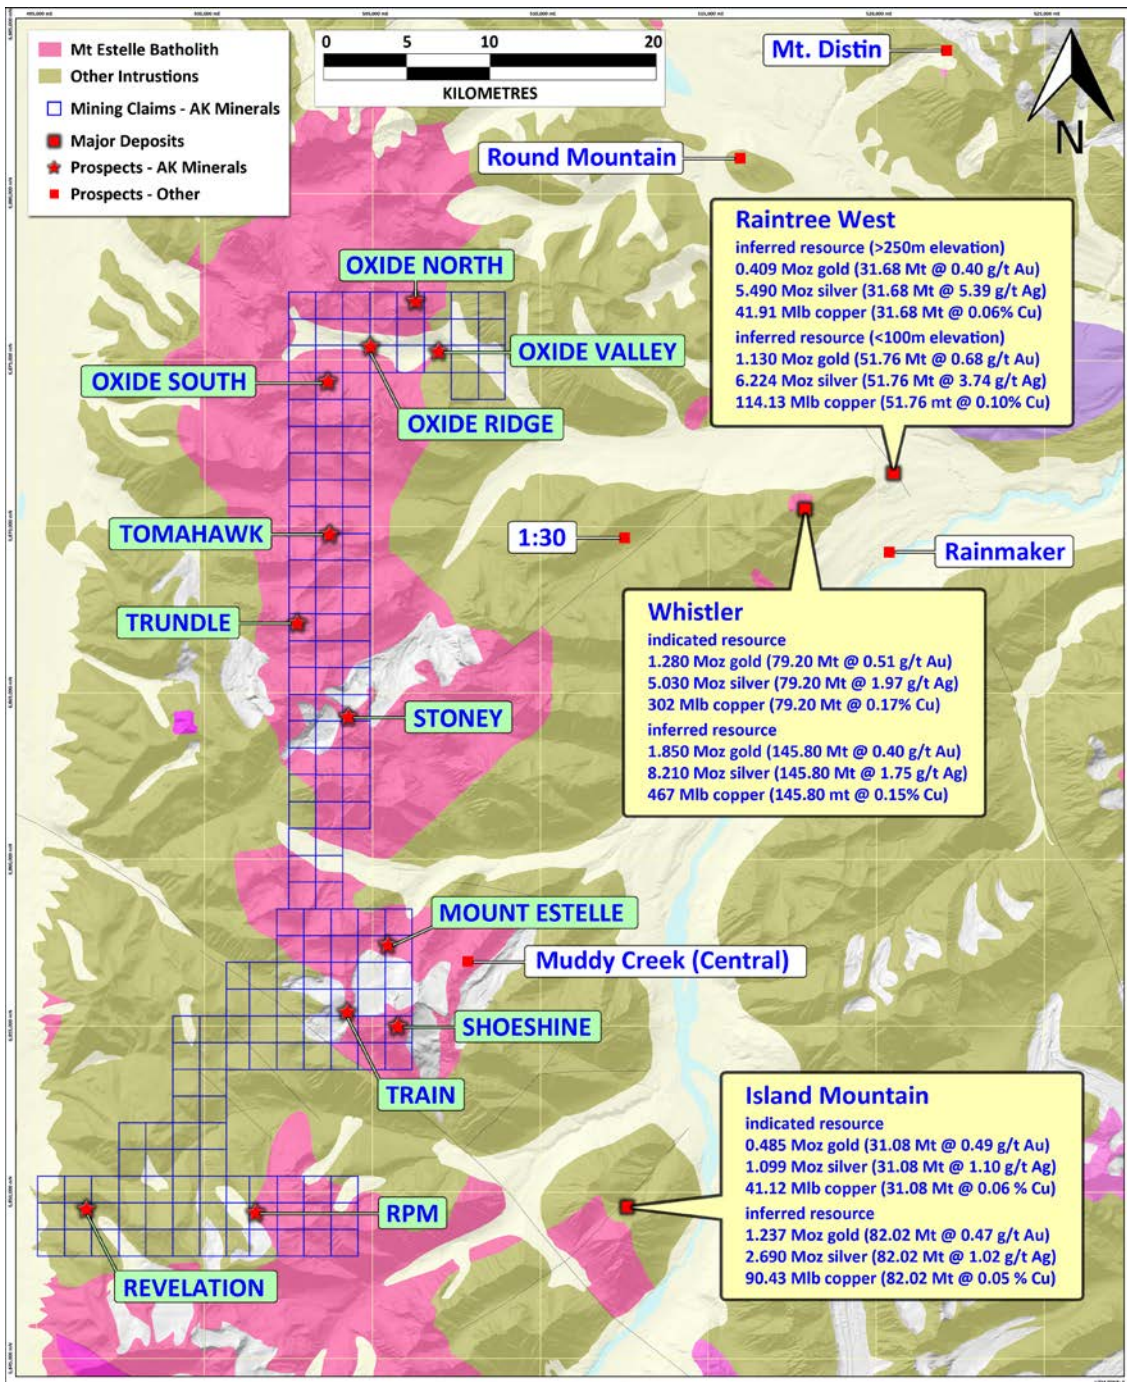 Mt Estelle Batholith
Other Intrustions
Mining Claims - AK Minerals
Major Deposits
Prospects - AK Minerals
Prospects - Other
0 5 10 20
KILOMETRES
N
Mt. Distin
Round Mountain
Raintree West
inferred resource (>250m elevation)
0.409 Moz gold (31.68 Mt @ 0.40 g/t Au)
5.490 Moz silver (31.68 Mt @ 5.39 g/t Ag)
41.91 Mlb copper (31.68 Mt @ 0.06% Cu)
inferred resource (<100m elevation)
1.130 Moz gold (51.76 Mt @ 0.68 g/t Au)
6.224 Moz silver (51.76 Mt @ 3.74 g/t Ag)
114.13 Mlb copper (51.76 mt @ 0.10% Cu)
OXIDE NORTH
OXIDE VALLEY
OXIDE SOUTH
OXIDE RIDGE
TOMAHAWK
1:30
Rainmaker
TRUNDLE
Whistler
indicated resource
1.280 Moz gold (79.20 Mt @ 0.51 g/t Au)
5.030 Moz silver (79.20 Mt @ 1.97 g/t Ag)
302 Mlb copper (79.20 Mt @ 0.17% Cu)
inferred resource
1.850 Moz gold (145.80 Mt @ 0.40 g/t Au)
8.210 Moz silver (145.80 Mt @ 1.75 g/t Ag)
467 Mlb copper (145.80 mt @ 0.15% Cu)
STONEY
MOUNT ESTELLE
Muddy Creek (Central)
SHOESHINE
TRAIN
Island Mountain
indicated resource
0.485 Moz gold (31.08 Mt @ 0.49 g/t Au)
1.099 Moz silver (31.08 Mt @ 1.10 g/t Ag)
41.12 Mlb copper (31.08 Mt @ 0.06 % Cu)
inferred resource
1.237 Moz gold (82.02 Mt @ 0.47 g/t Au)
2.690 Moz silver (82.02 Mt @ 1.02 g/t Ag)
90.43 Mlb copper (82.02 Mt @ 0.05 % Cu)
RPM
REVELATION